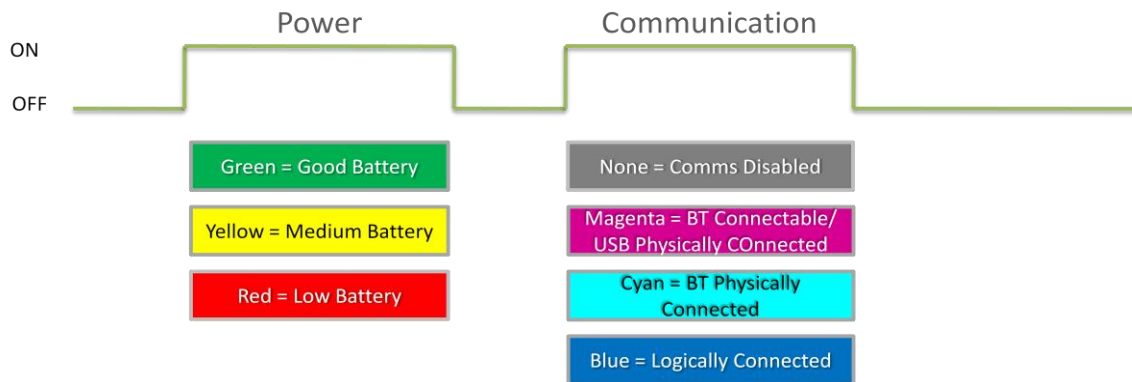 Power
Communication
ON
OFF
Green = Good Battery
None = Comms Disabled
Yellow = Medium Battery
Magenta = BT Connectable/
USB Physically COnnected
Red = Low Battery
Cyan = BT Physically
Connected
Blue = Logically Connected